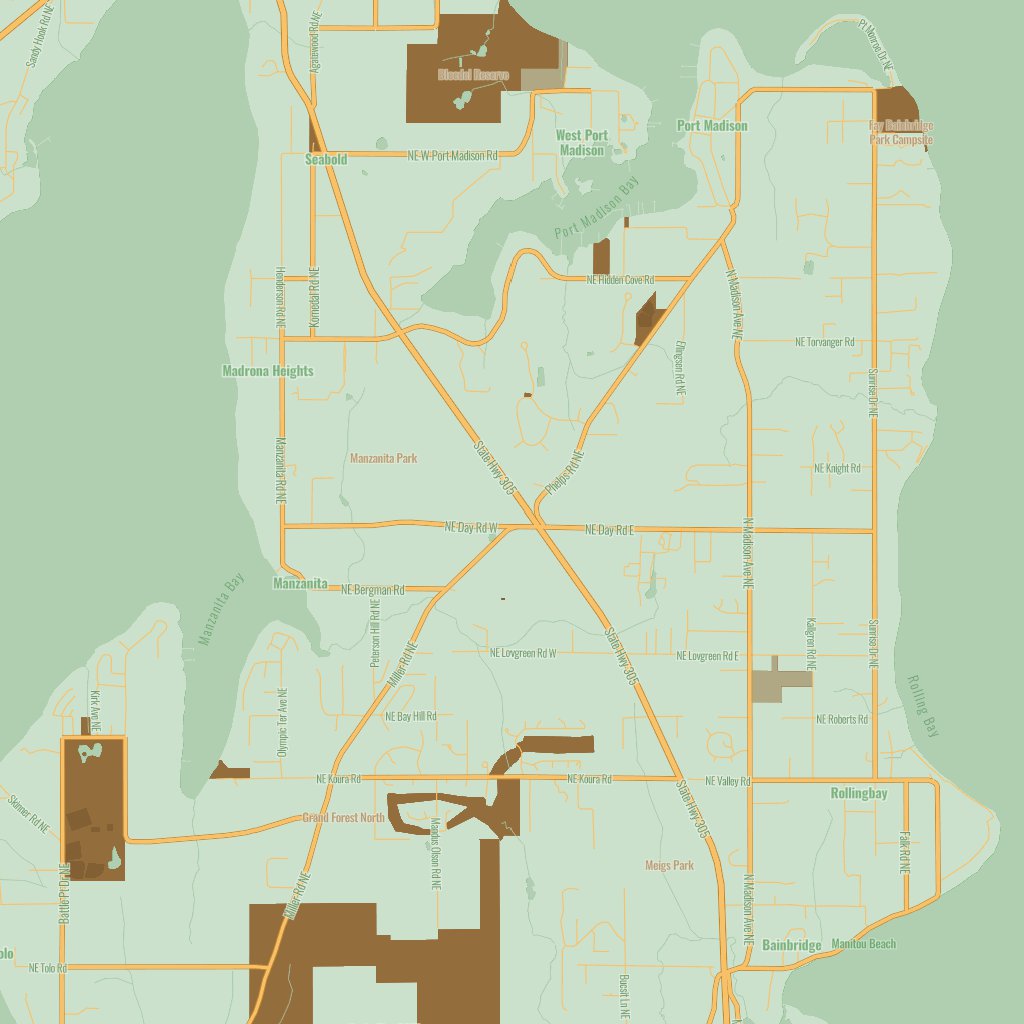 Sandy Hook Rd NE
Agatewood Rd NE
Pt Monroe Dr NE
Bloedel Reserve
Port Madison
Fay Bainbridge
Park Campsite
West Port
Madison
NE W Port Madison Rd
Seabold
Port Madison Bay
Henderson Rd NE
Komedal Rd NE
NE Hidden Cove Rd
N Madison Ave NE
NE Torvanger Rd
Effingsen Rd NE
Madrona Heights
Sunrise Dr NE
Manzanita Rd NE
Manzanita Park
State Hwy 305
Phelps Rd NE
NE Knight Rd
NE Day Rd W
NE Day Rd E
N Madison Ave NE
Manzanita
NE Bergman Rd
Manzanita Bay
Peterson Hill Rd NE
Miller Rd NE
NE Lovgreen Rd W
State Hwy 305
NE Lovgreen Rd E
Kallgren Rd NE
Sunrise Dr NE
Kirk Ave NE
Olympic Ter Ave NE
NE Bay Hill Rd
NE Roberts Rd
Rolling Bay
NE Koura Rd
NE Koura Rd
NE Valley Rd
Rollingbay
Skinner Rd NE
Grand Forest North
State Hwy 305
Mandus Olson Rd NE
Falk Rd NE
Meigs Park
Battle Pt Dr NE
Miller Rd NE
N Madison Ave NE
Bainbridge
Manitou Beach
olo
NE Tolo Rd
Bucsit Ln NE
N